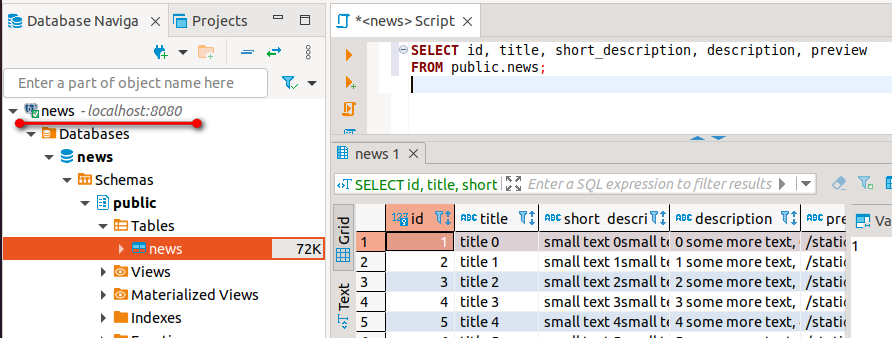 Database Naviga
Projects
*<news> Script
Enter a part of object name here
SELECT id, title, short_description, description, preview
FROM public.news;
news - localhost:8080
Databases
news
Schemas
public
Tables
news 72K
Views
Materialized Views
Indexes
news 1
SELECT id, title, short
Enter a SQL expression to filter results
Grid
Text
123 id
ABC title
ABC short_descri
ABC description
ABC pre
Va
1 1 title 0 small text 0small te 0 some more text, /static
2 2 title 1 small text 1small te 1 some more text, /static
3 3 title 2 small text 2small te 2 some more text, /static
4 4 title 3 small text 3small te 3 some more text, /static
5 5 title 4 small text 4small te 4 some more text, /static
1